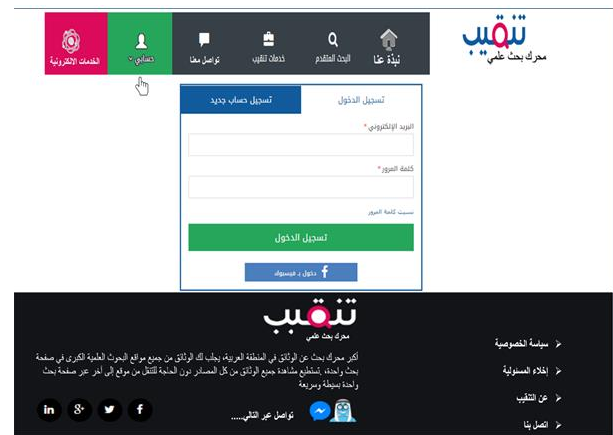 تنقيب
محرك بحث علمي
نبذة عنا
البحث المتقدم
خدمات تنقيب
تواصل معنا
حسابي
الخدمات الالكترونية
تسجيل الدخول
تسجيل حساب جديد
البريد الإلكتروني *
كلمة المرور *
نسيت كلمة المرور
تسجيل الدخول
f دخول بـ فيسبوك
تنقيب
محرك بحث علمي
أكبر محرك بحث عن الوثائق في المنطقة العربية، يجلب لك الوثائق من جميع مواقع البحوث العلمية الكبرى في صفحة
بحث واحدة، تستطيع مشاهدة جميع الوثائق من كل المصادر دون الحاجة للتنقل من موقع إلى آخر عبر صفحة بحث
واحدة بسيطة وسريعة
تواصل عبر التالي.....
f
g+
in
سياسة الخصوصية
إخلاء المسئولية
عن التنقيب
اتصل بنا